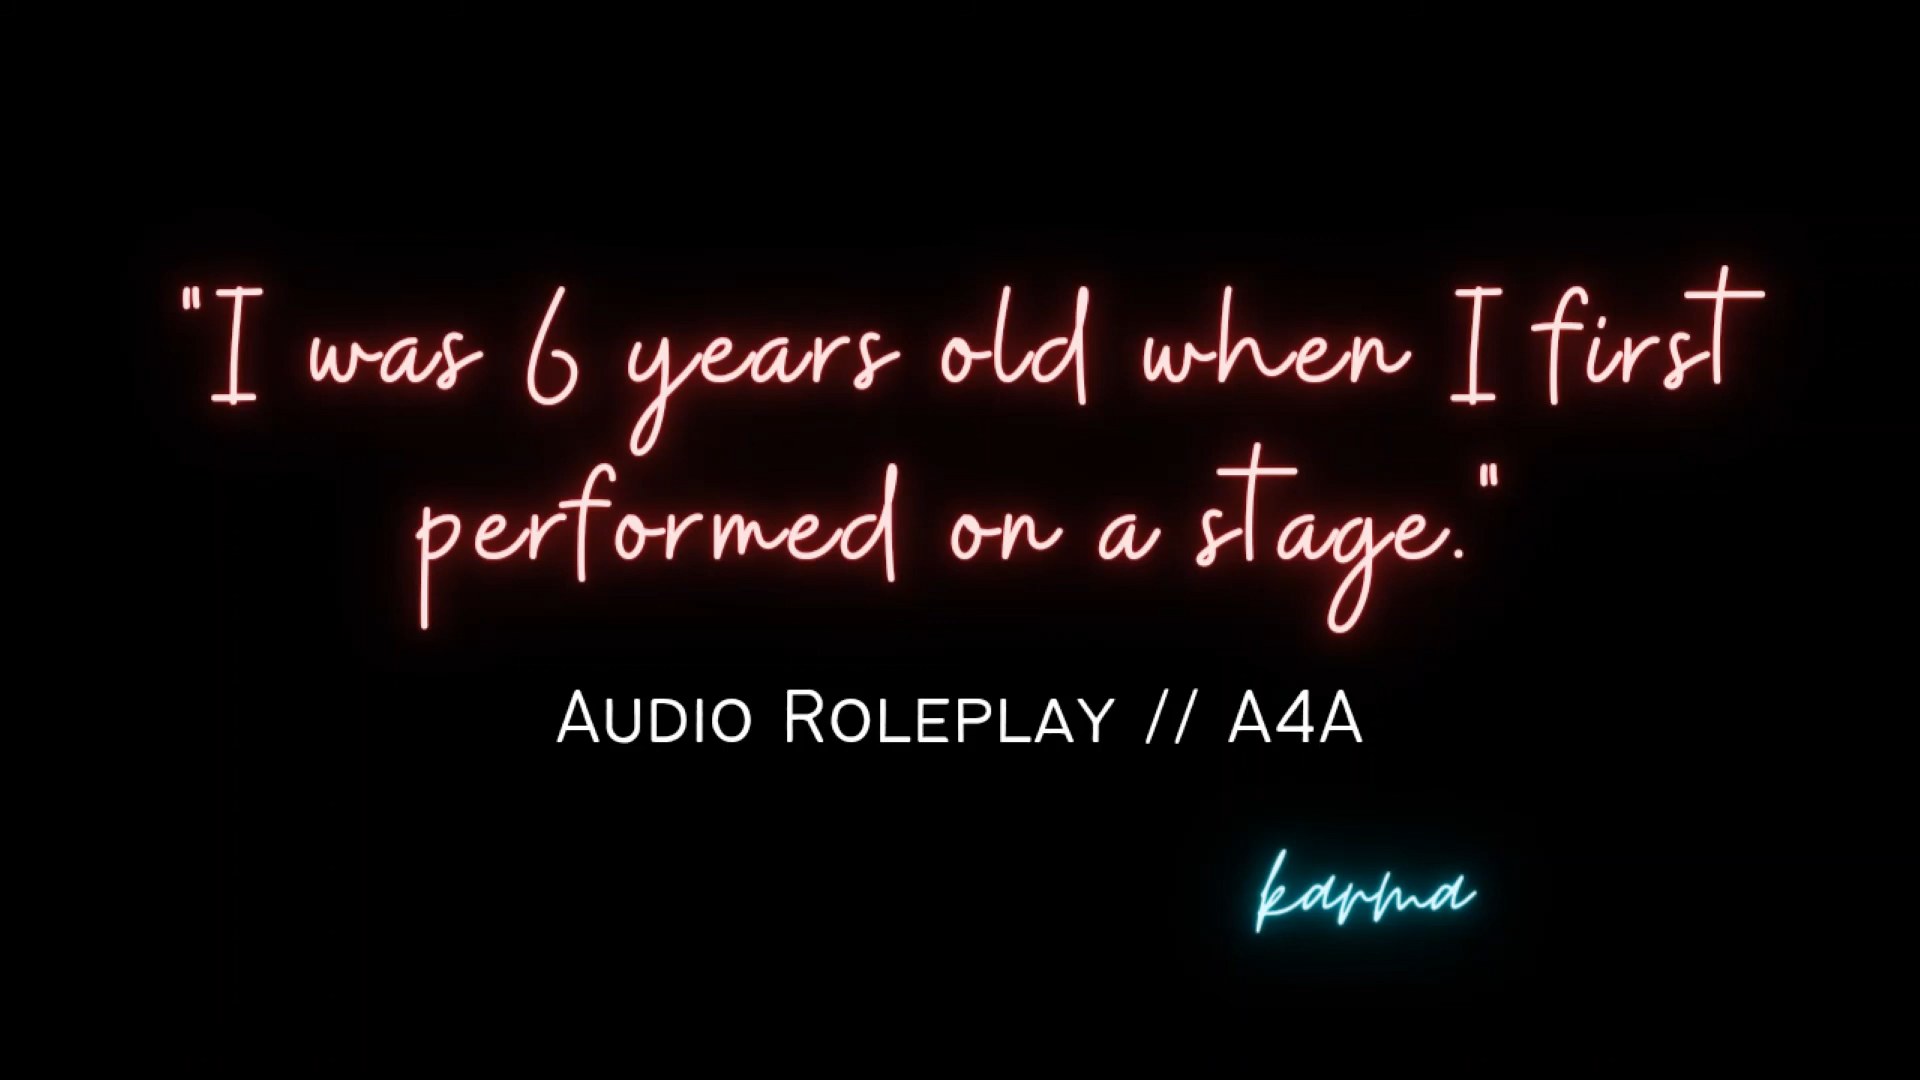 "I was 6 years old when I first
performed on a stage."
Audio Roleplay // A4A
karma